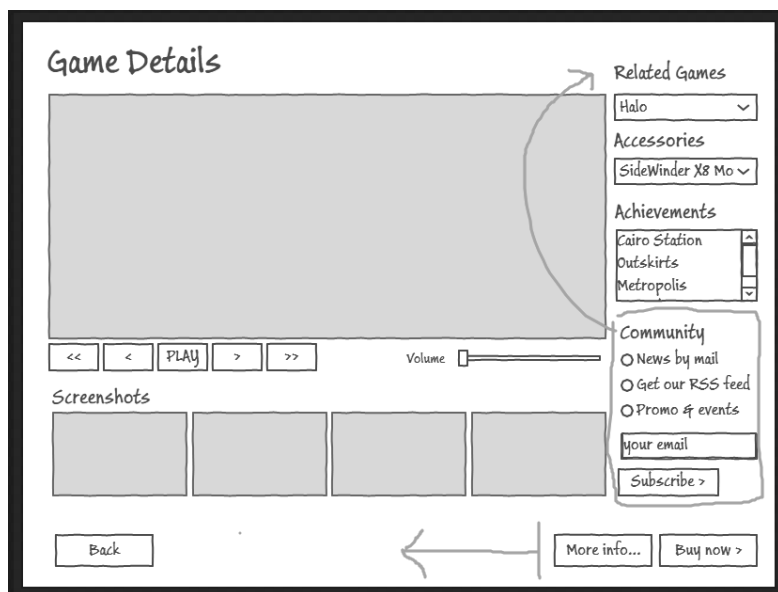 Game Details
Related Games
Halo
Accessories
SideWinder X8 Mo
Achievements
Cairo Station
Outskirts
Metropolis
<< < PLAY > >>
Volume
Community
News by mail
Get our RSS feed
Promo & events
your email
Subscribe >
Screenshots
Back
More info...
Buy now >